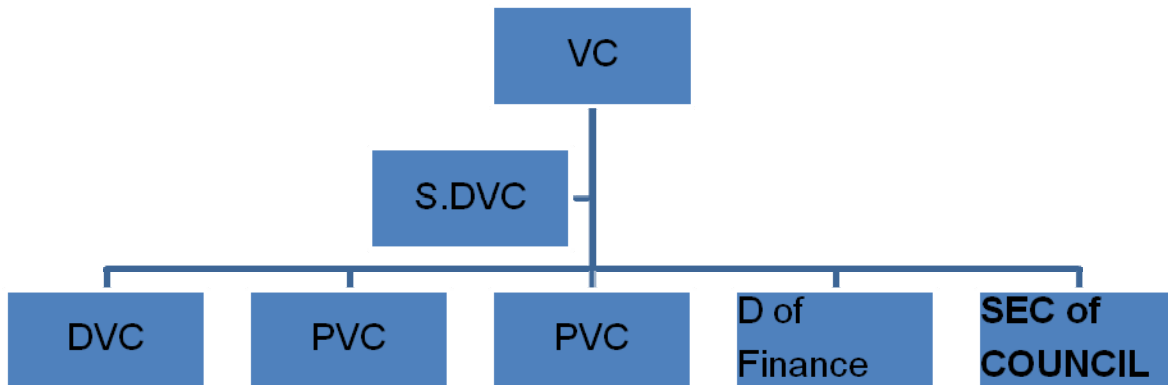 VC
S.DVC
DVC
PVC
PVC
D of
Finance
SEC of
COUNCIL